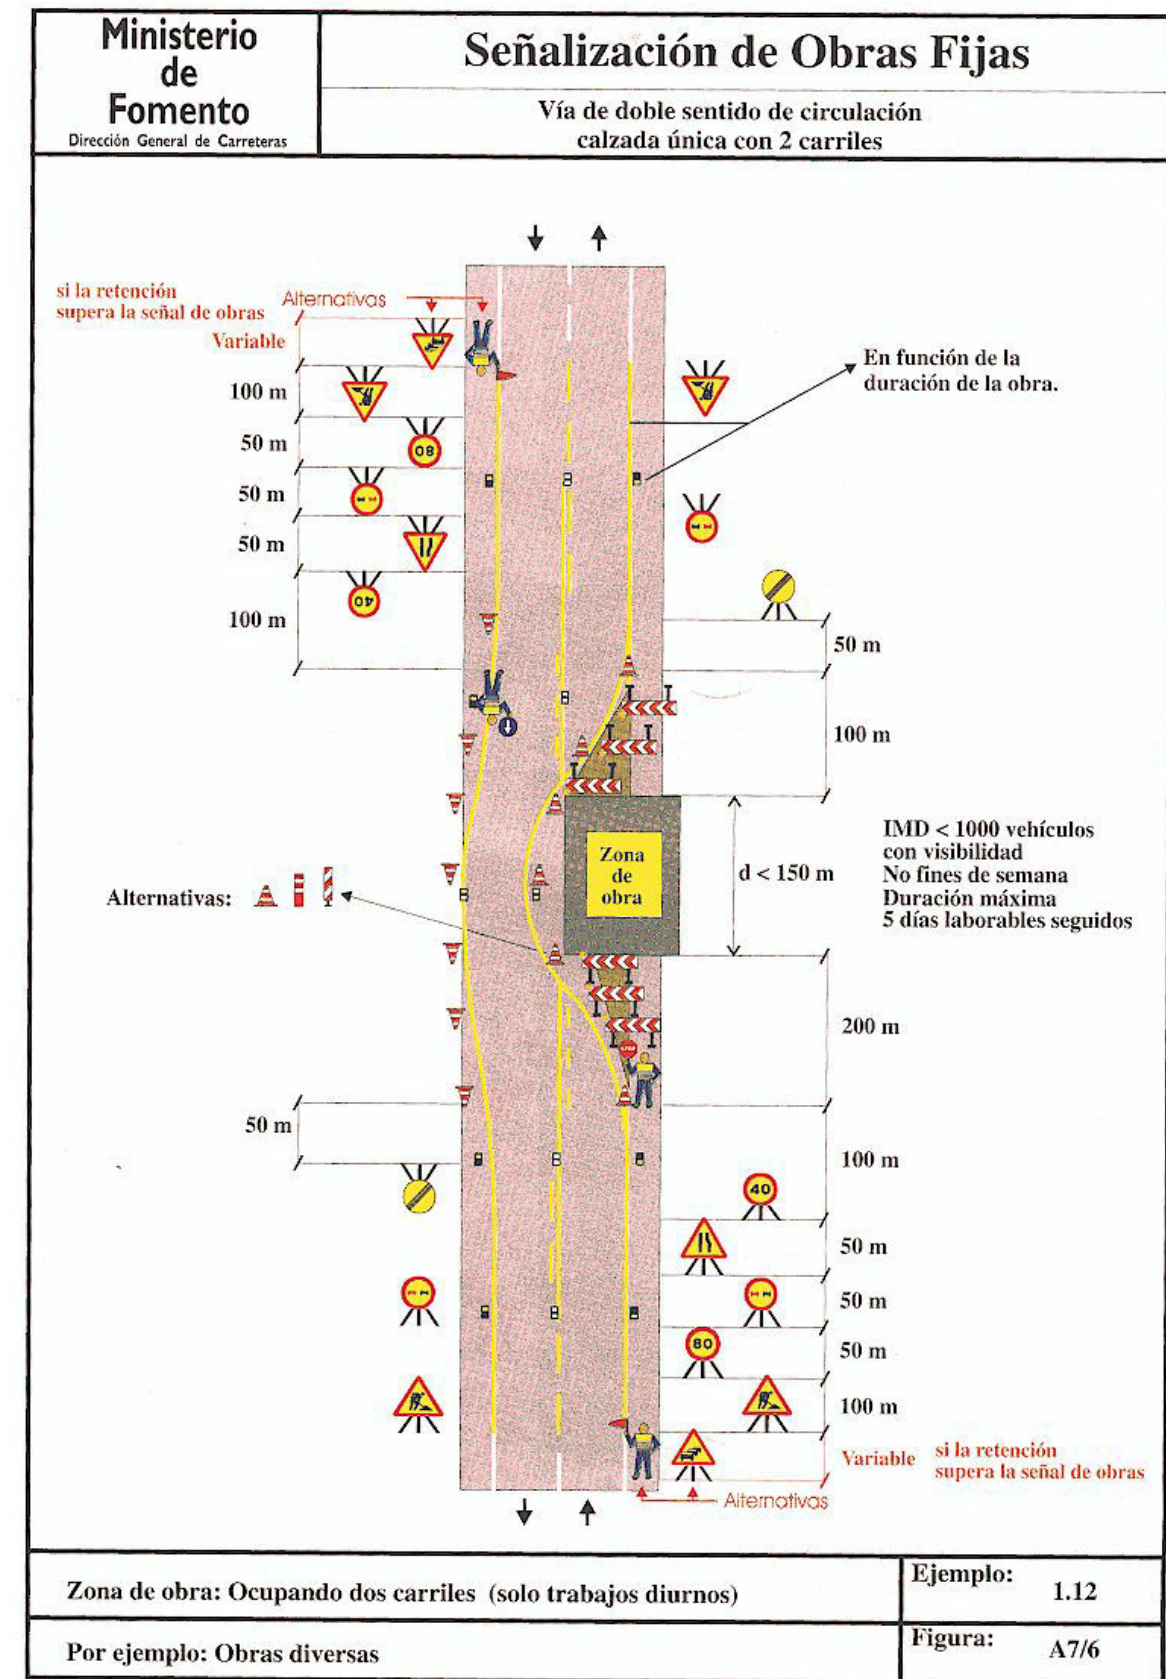 Ministerio
de
Fomento
Dirección General de Carreteras
Señalización de Obras Fijas
Vía de doble sentido de circulación
calzada única con 2 carriles
si la retención
supera la señal de obras
Alternativas
Variable
100 m
50 m
80
50 m
50 m
40
100 m
En función de la
duración de la obra.
50 m
100 m
Zona
de
obra
d < 150 m
IMD < 1000 vehículos
con visibilidad
No fines de semana
Duración máxima
5 días laborables seguidos
Alternativas:
200 m
STOP
50 m
100 m
40
50 m
50 m
80
50 m
100 m
Variable
si la retención
supera la señal de obras
Alternativas
Zona de obra: Ocupando dos carriles (solo trabajos diurnos)
Ejemplo:
1.12
Por ejemplo: Obras diversas
Figura:
A7/6